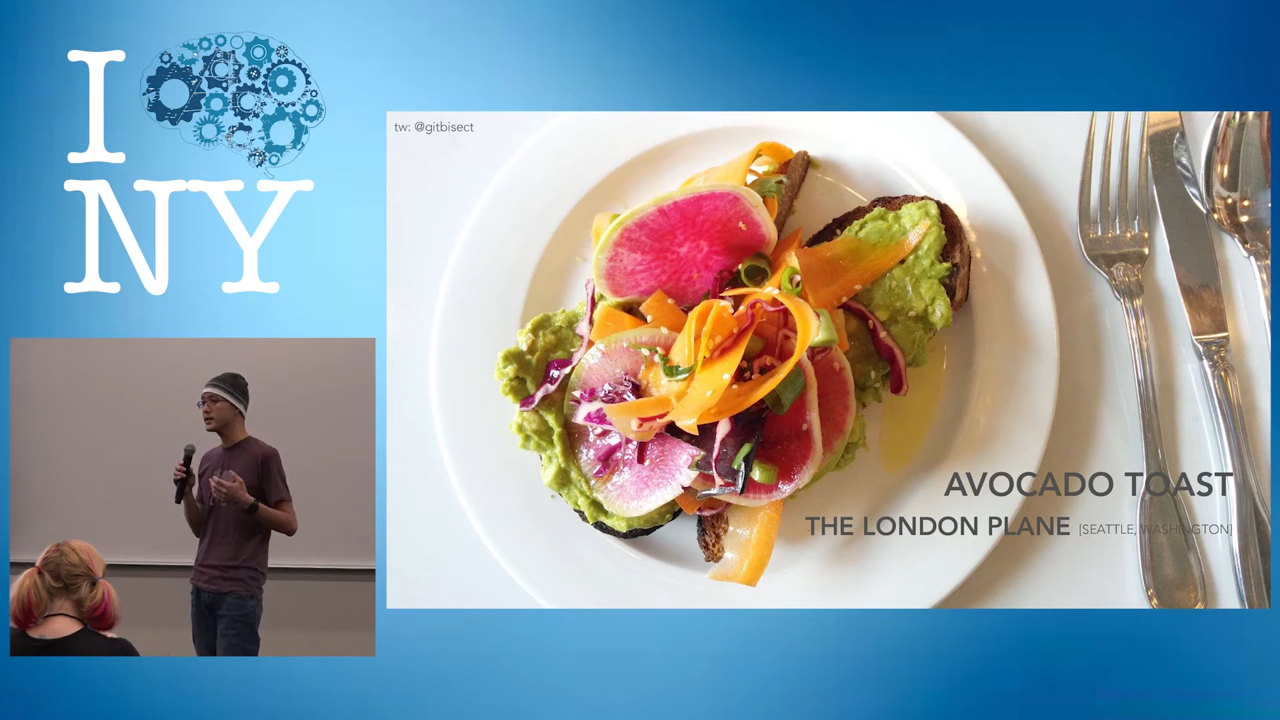 I
NY
tw: @gitbisect
AVOCADO TOAST
THE LONDON PLANE [SEATTLE, WASHINGTON]